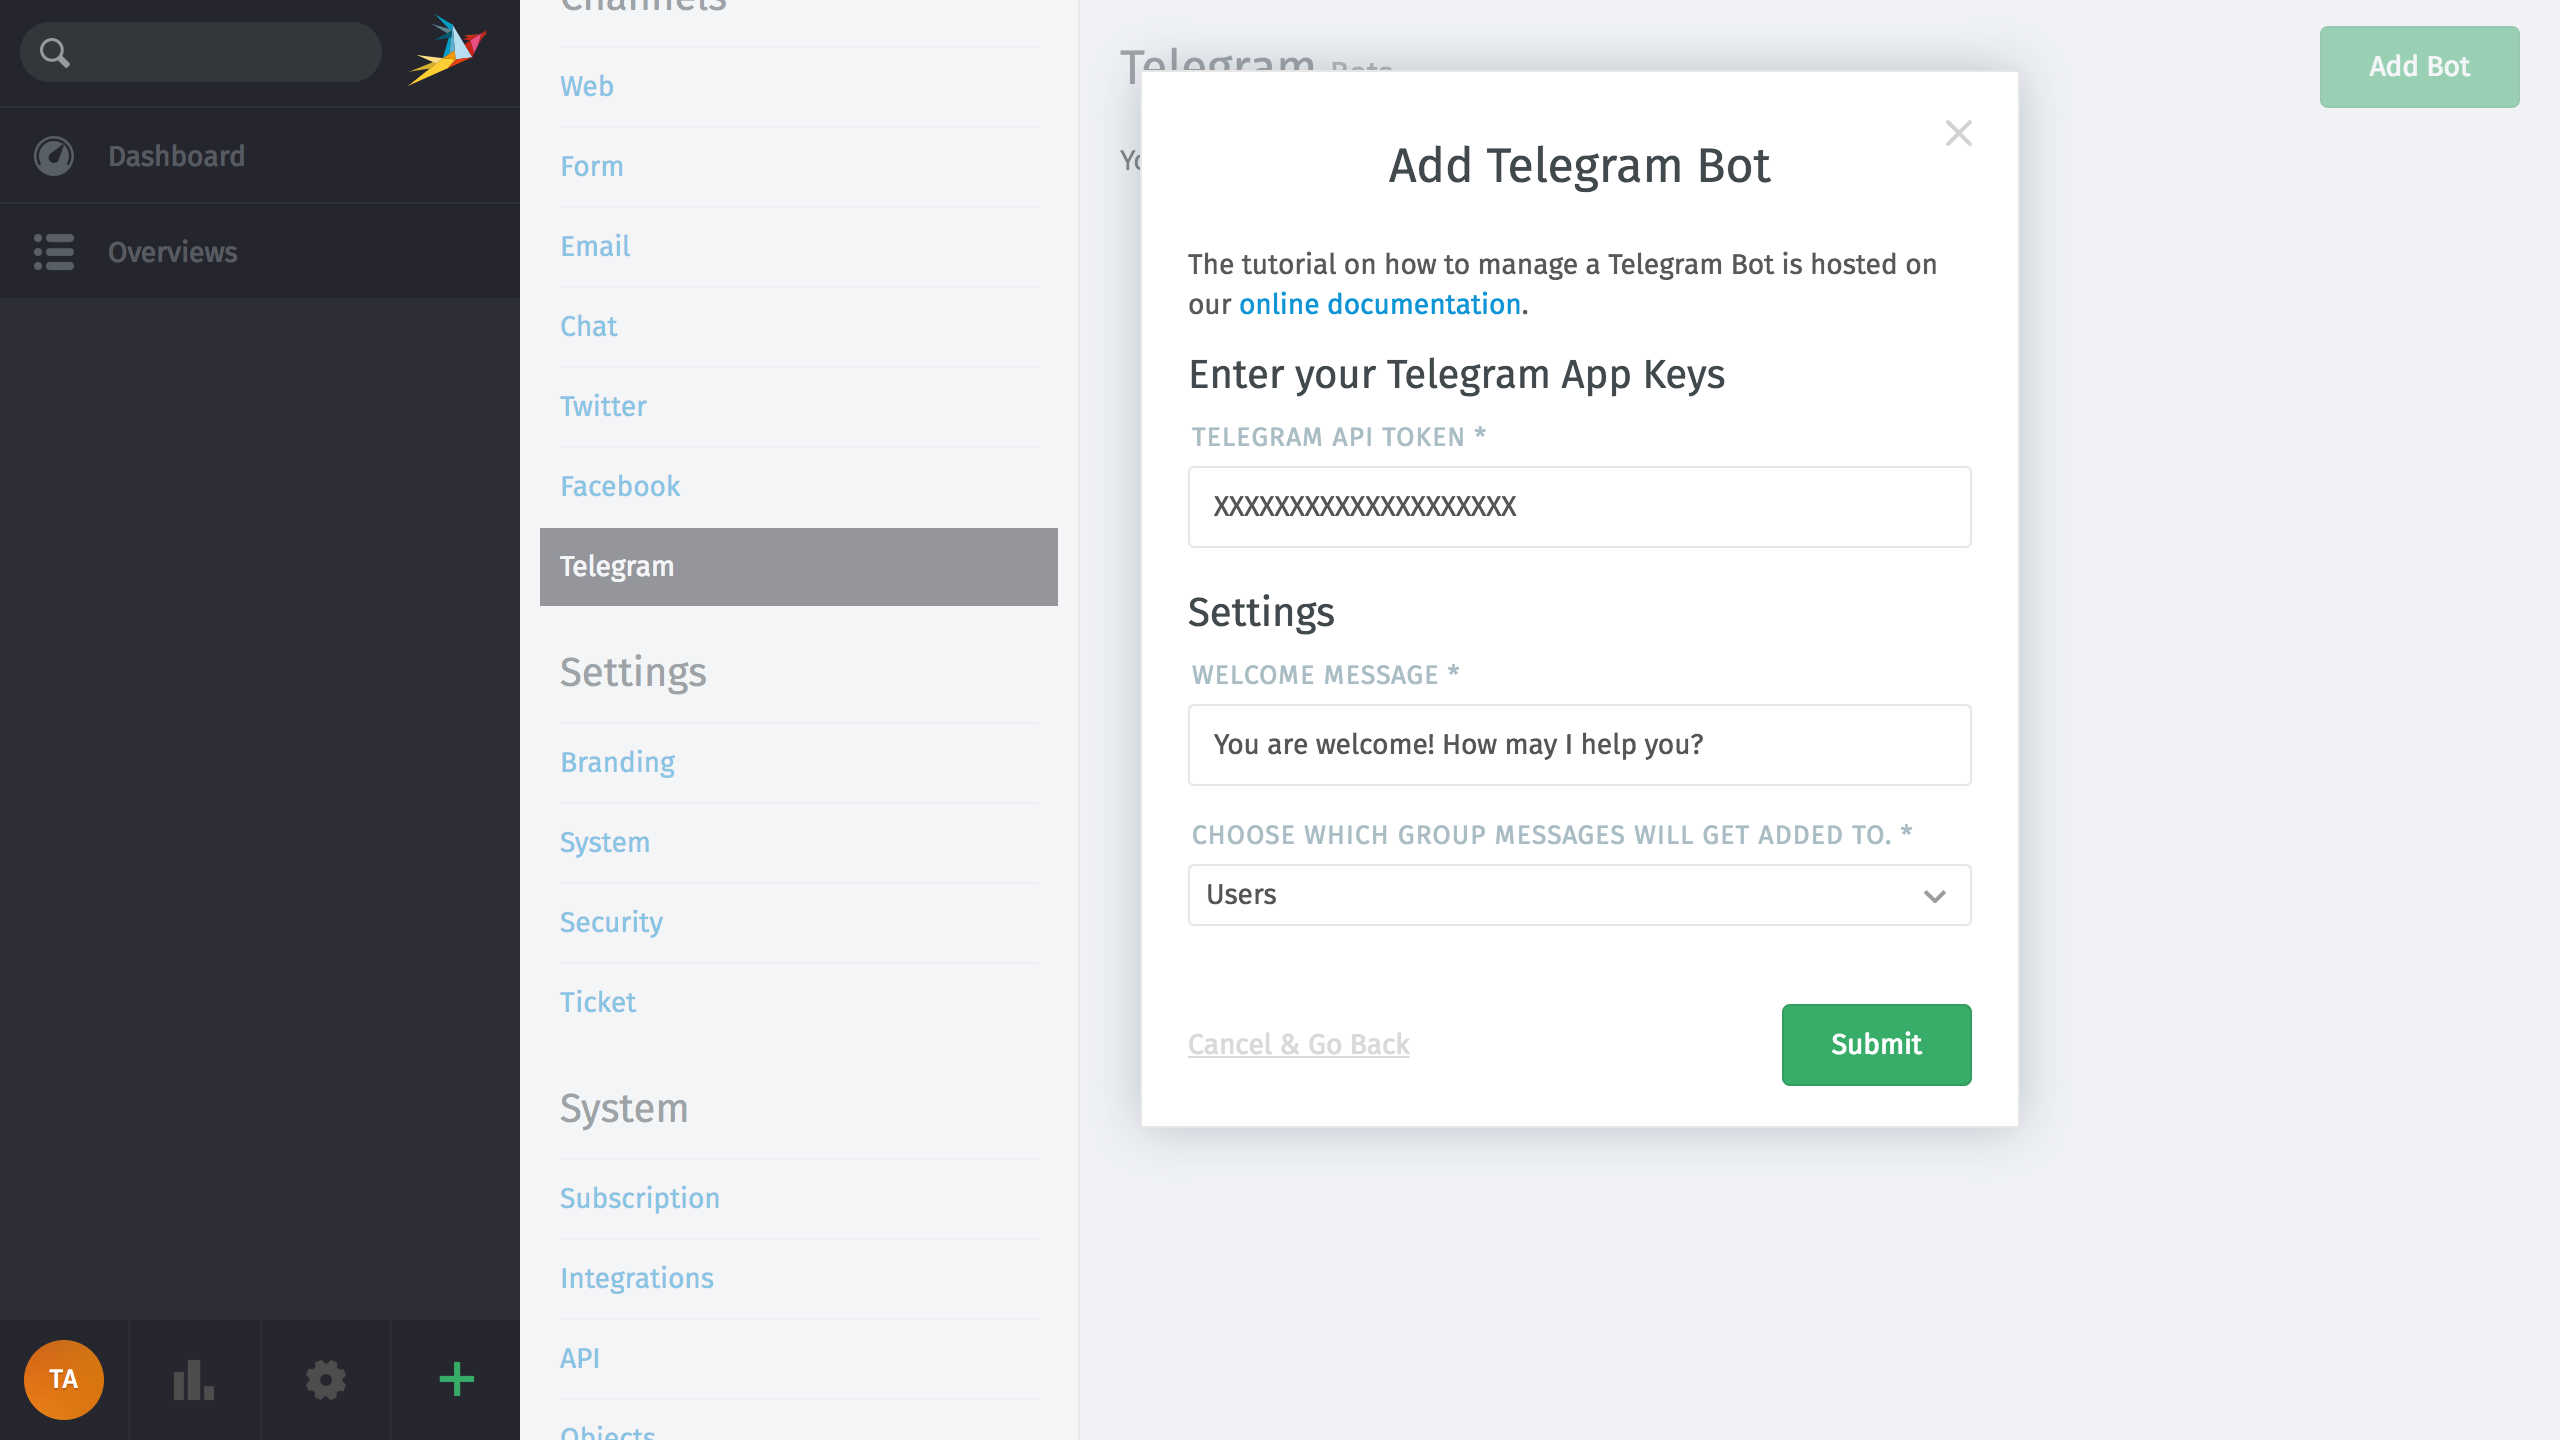 Dashboard
Overviews
TA
Channels
Web
Form
Email
Chat
Twitter
Facebook
Telegram
Settings
Branding
System
Security
Ticket
System
Subscription
Integrations
API
Objects
Telegram Bots
Add Bot
Add Telegram Bot
The tutorial on how to manage a Telegram Bot is hosted on
our online documentation.
Enter your Telegram App Keys
TELEGRAM API TOKEN *
XXXXXXXXXXXXXXXXXXXX
Settings
WELCOME MESSAGE *
You are welcome! How may I help you?
CHOOSE WHICH GROUP MESSAGES WILL GET ADDED TO. *
Users
Cancel & Go Back
Submit